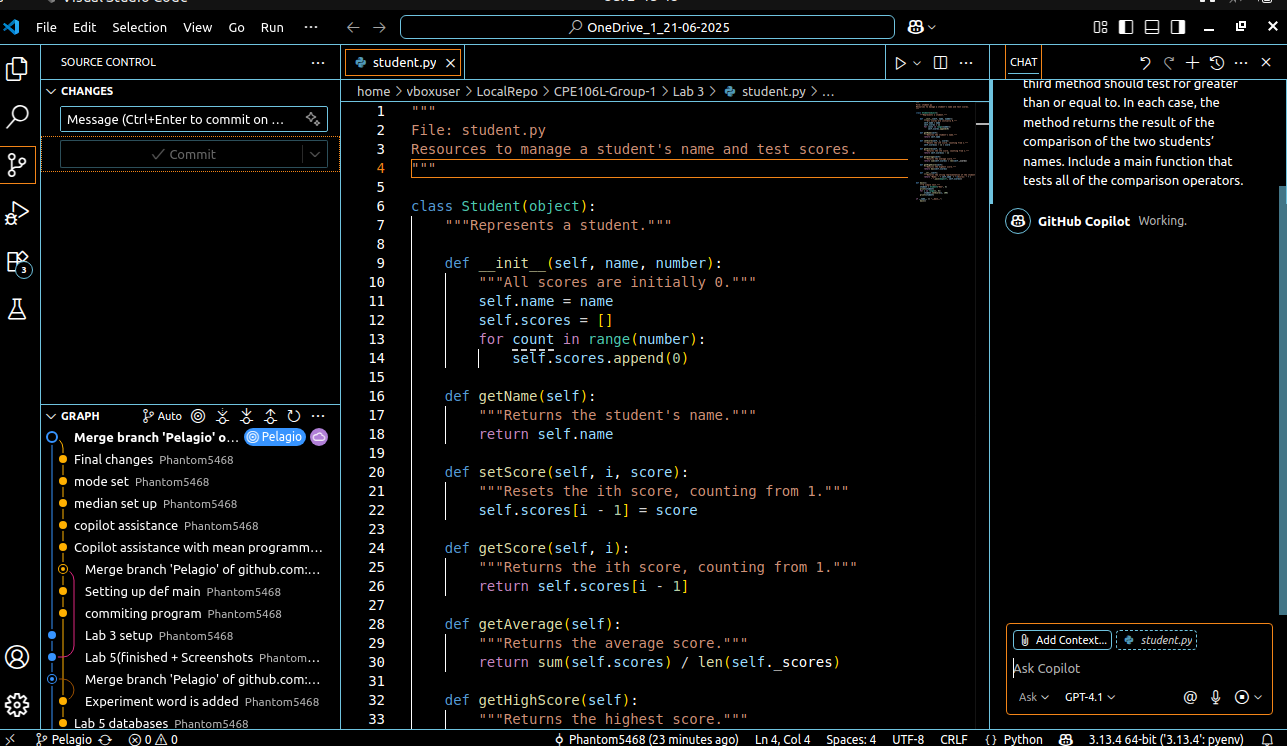 File Edit Selection View Go Run ··· OneDrive_1_21-06-2025
SOURCE CONTROL ···
CHANGES
Message (Ctrl+Enter to commit on ...
Commit
3
GRAPH Auto ···
Merge branch 'Pelagio' o... Pelagio
Final changes Phantom5468
mode set Phantom5468
median set up Phantom5468
copilot assistance Phantom5468
Copilot assistance with mean programm...
Merge branch 'Pelagio' of github.com:...
Setting up def main Phantom5468
commiting program Phantom5468
Lab 3 setup Phantom5468
Lab 5(finished + Screenshots Phantom...
Merge branch 'Pelagio' of github.com:...
Experiment word is added Phantom5468
Lab 5 databases Phantom5468
student.py
home > vboxuser > LocalRepo > CPE106L-Group-1 > Lab 3 > student.py > ...
1 """
2 File: student.py
3 Resources to manage a student's name and test scores.
4 """
5
6 class Student(object):
7 """Represents a student."""
8
9 def __init__(self, name, number):
10 """All scores are initially 0."""
11 self.name = name
12 self.scores = []
13 for count in range(number):
14 self.scores.append(0)
15
16 def getName(self):
17 """Returns the student's name."""
18 return self.name
19
20 def setScore(self, i, score):
21 """Resets the ith score, counting from 1."""
22 self.scores[i - 1] = score
23
24 def getScore(self, i):
25 """Returns the ith score, counting from 1."""
26 return self.scores[i - 1]
27
28 def getAverage(self):
29 """Returns the average score."""
30 return sum(self.scores) / len(self._scores)
31
32 def getHighScore(self):
33 """Returns the highest score."""
CHAT
third method should test for greater
than or equal to. In each case, the
method returns the result of the
comparison of the two students'
names. Include a main function that
tests all of the comparison operators.
GitHub Copilot Working.
Add Context... student.py
Ask Copilot
Ask GPT-4.1
Pelagio 0 0 Phantom5468 (23 minutes ago) Ln 4, Col 4 Spaces: 4 UTF-8 CRLF {} Python 3.13.4 64-bit ('3.13.4': pyenv)